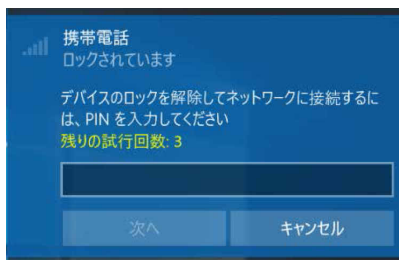 携帯電話
ロックされています
デバイスのロックを解除してネットワークに接続するに
は、PIN を入力してください
残りの試行回数: 3
次へ
キャンセル